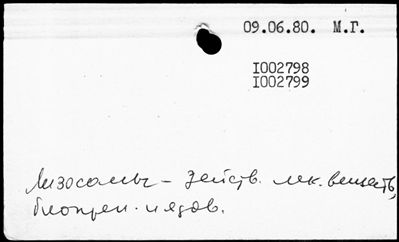 09.06.80. М.Г.
I002798
I002799
Лизосомы – действ. лек. веществ,
биопреп. и ядов.